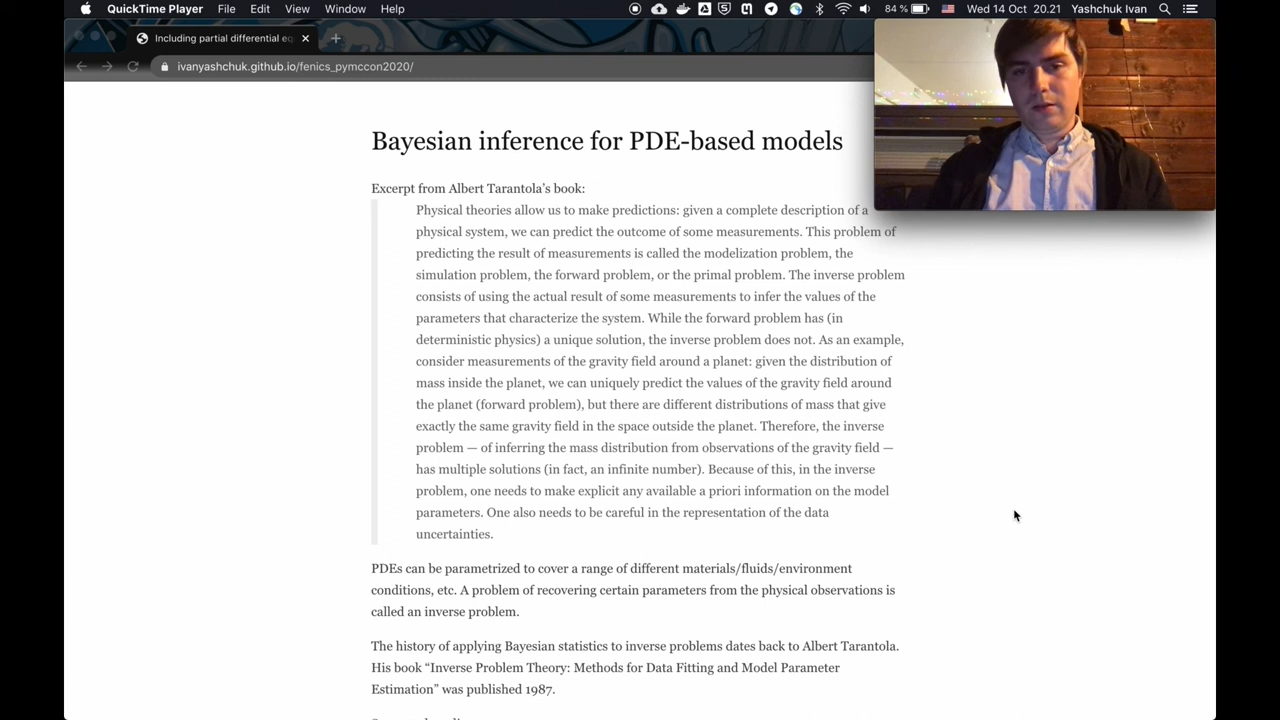 QuickTime Player File Edit View Window Help 84 % Wed 14 Oct 20.21 Yashchuk Ivan
Including partial differential eq
ivanyashchuk.github.io/fenics_pymccon2020/
Bayesian inference for PDE-based models
Excerpt from Albert Tarantola’s book:
Physical theories allow us to make predictions: given a complete description of a
physical system, we can predict the outcome of some measurements. This problem of
predicting the result of measurements is called the modelization problem, the
simulation problem, the forward problem, or the primal problem. The inverse problem
consists of using the actual result of some measurements to infer the values of the
parameters that characterize the system. While the forward problem has (in
deterministic physics) a unique solution, the inverse problem does not. As an example,
consider measurements of the gravity field around a planet: given the distribution of
mass inside the planet, we can uniquely predict the values of the gravity field around
the planet (forward problem), but there are different distributions of mass that give
exactly the same gravity field in the space outside the planet. Therefore, the inverse
problem — of inferring the mass distribution from observations of the gravity field —
has multiple solutions (in fact, an infinite number). Because of this, in the inverse
problem, one needs to make explicit any available a priori information on the model
parameters. One also needs to be careful in the representation of the data
uncertainties.
PDEs can be parametrized to cover a range of different materials/fluids/environment
conditions, etc. A problem of recovering certain parameters from the physical observations is
called an inverse problem.
The history of applying Bayesian statistics to inverse problems dates back to Albert Tarantola.
His book “Inverse Problem Theory: Methods for Data Fitting and Model Parameter
Estimation” was published 1987.